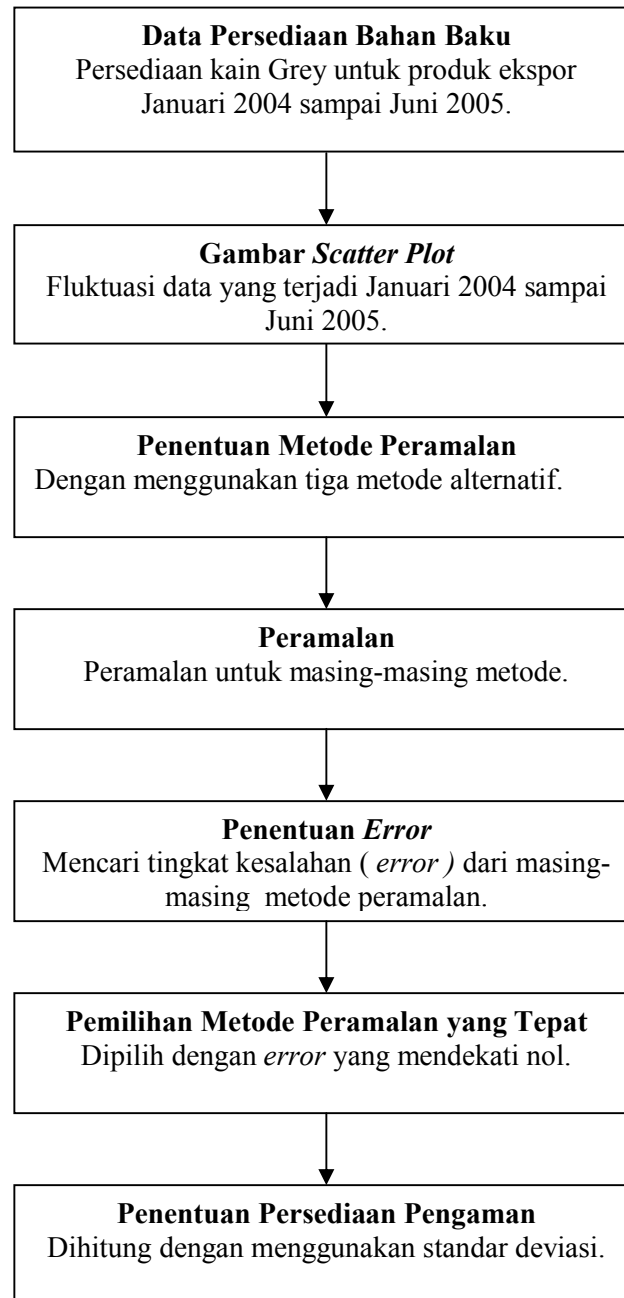 Data Persediaan Bahan Baku
Persediaan kain Grey untuk produk ekspor
Januari 2004 sampai Juni 2005.
Gambar Scatter Plot
Fluktuasi data yang terjadi Januari 2004 sampai
Juni 2005.
Penentuan Metode Peramalan
Dengan menggunakan tiga metode alternatif.
Peramalan
Peramalan untuk masing-masing metode.
Penentuan Error
Mencari tingkat kesalahan ( error ) dari masing-
masing metode peramalan.
Pemilihan Metode Peramalan yang Tepat
Dipilih dengan error yang mendekati nol.
Penentuan Persediaan Pengaman
Dihitung dengan menggunakan standar deviasi.